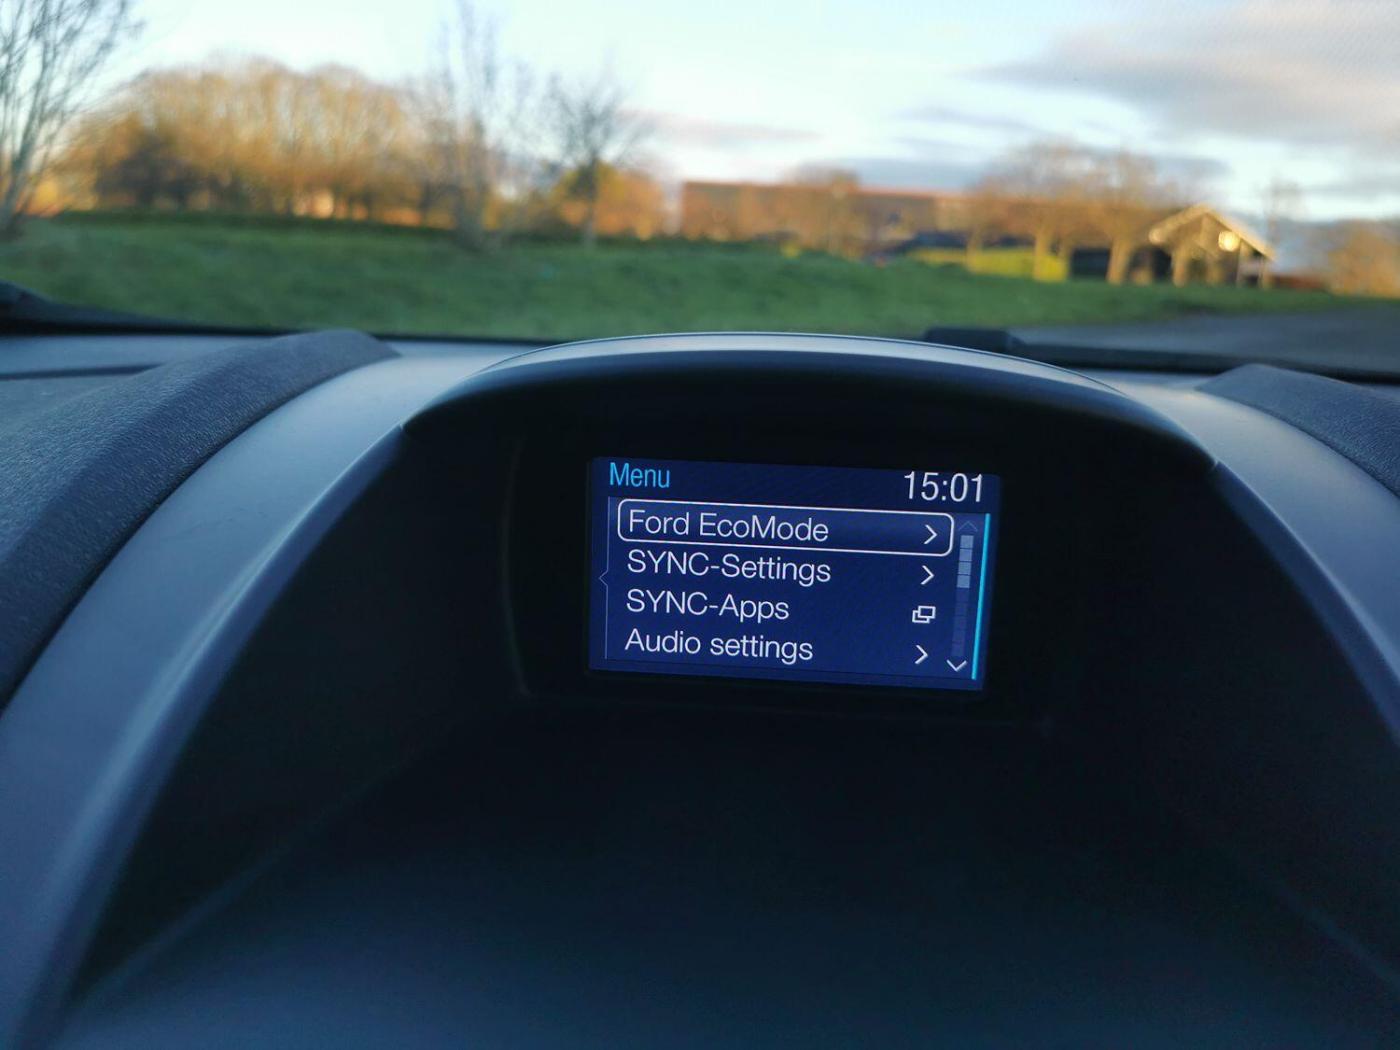 Menu 15:01
Ford EcoMode
SYNC-Settings
SYNC-Apps
Audio settings